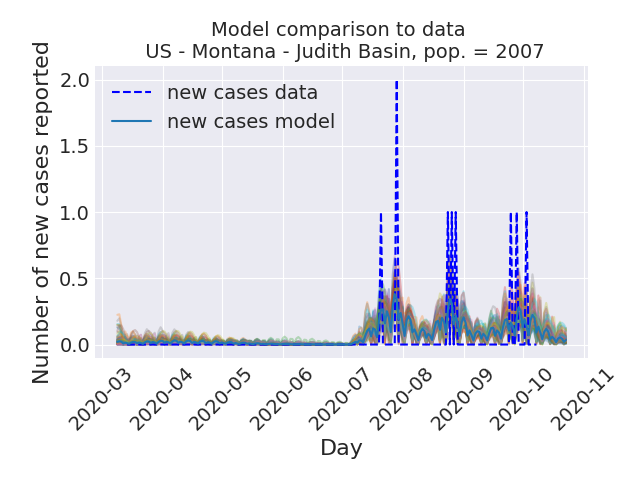 Model comparison to data
US - Montana - Judith Basin, pop. = 2007
Number of new cases reported
2.0
1.5
1.0
0.5
0.0
new cases data
new cases model
2020-03
2020-04
2020-05
2020-06
2020-07
2020-08
2020-09
2020-10
2020-11
Day